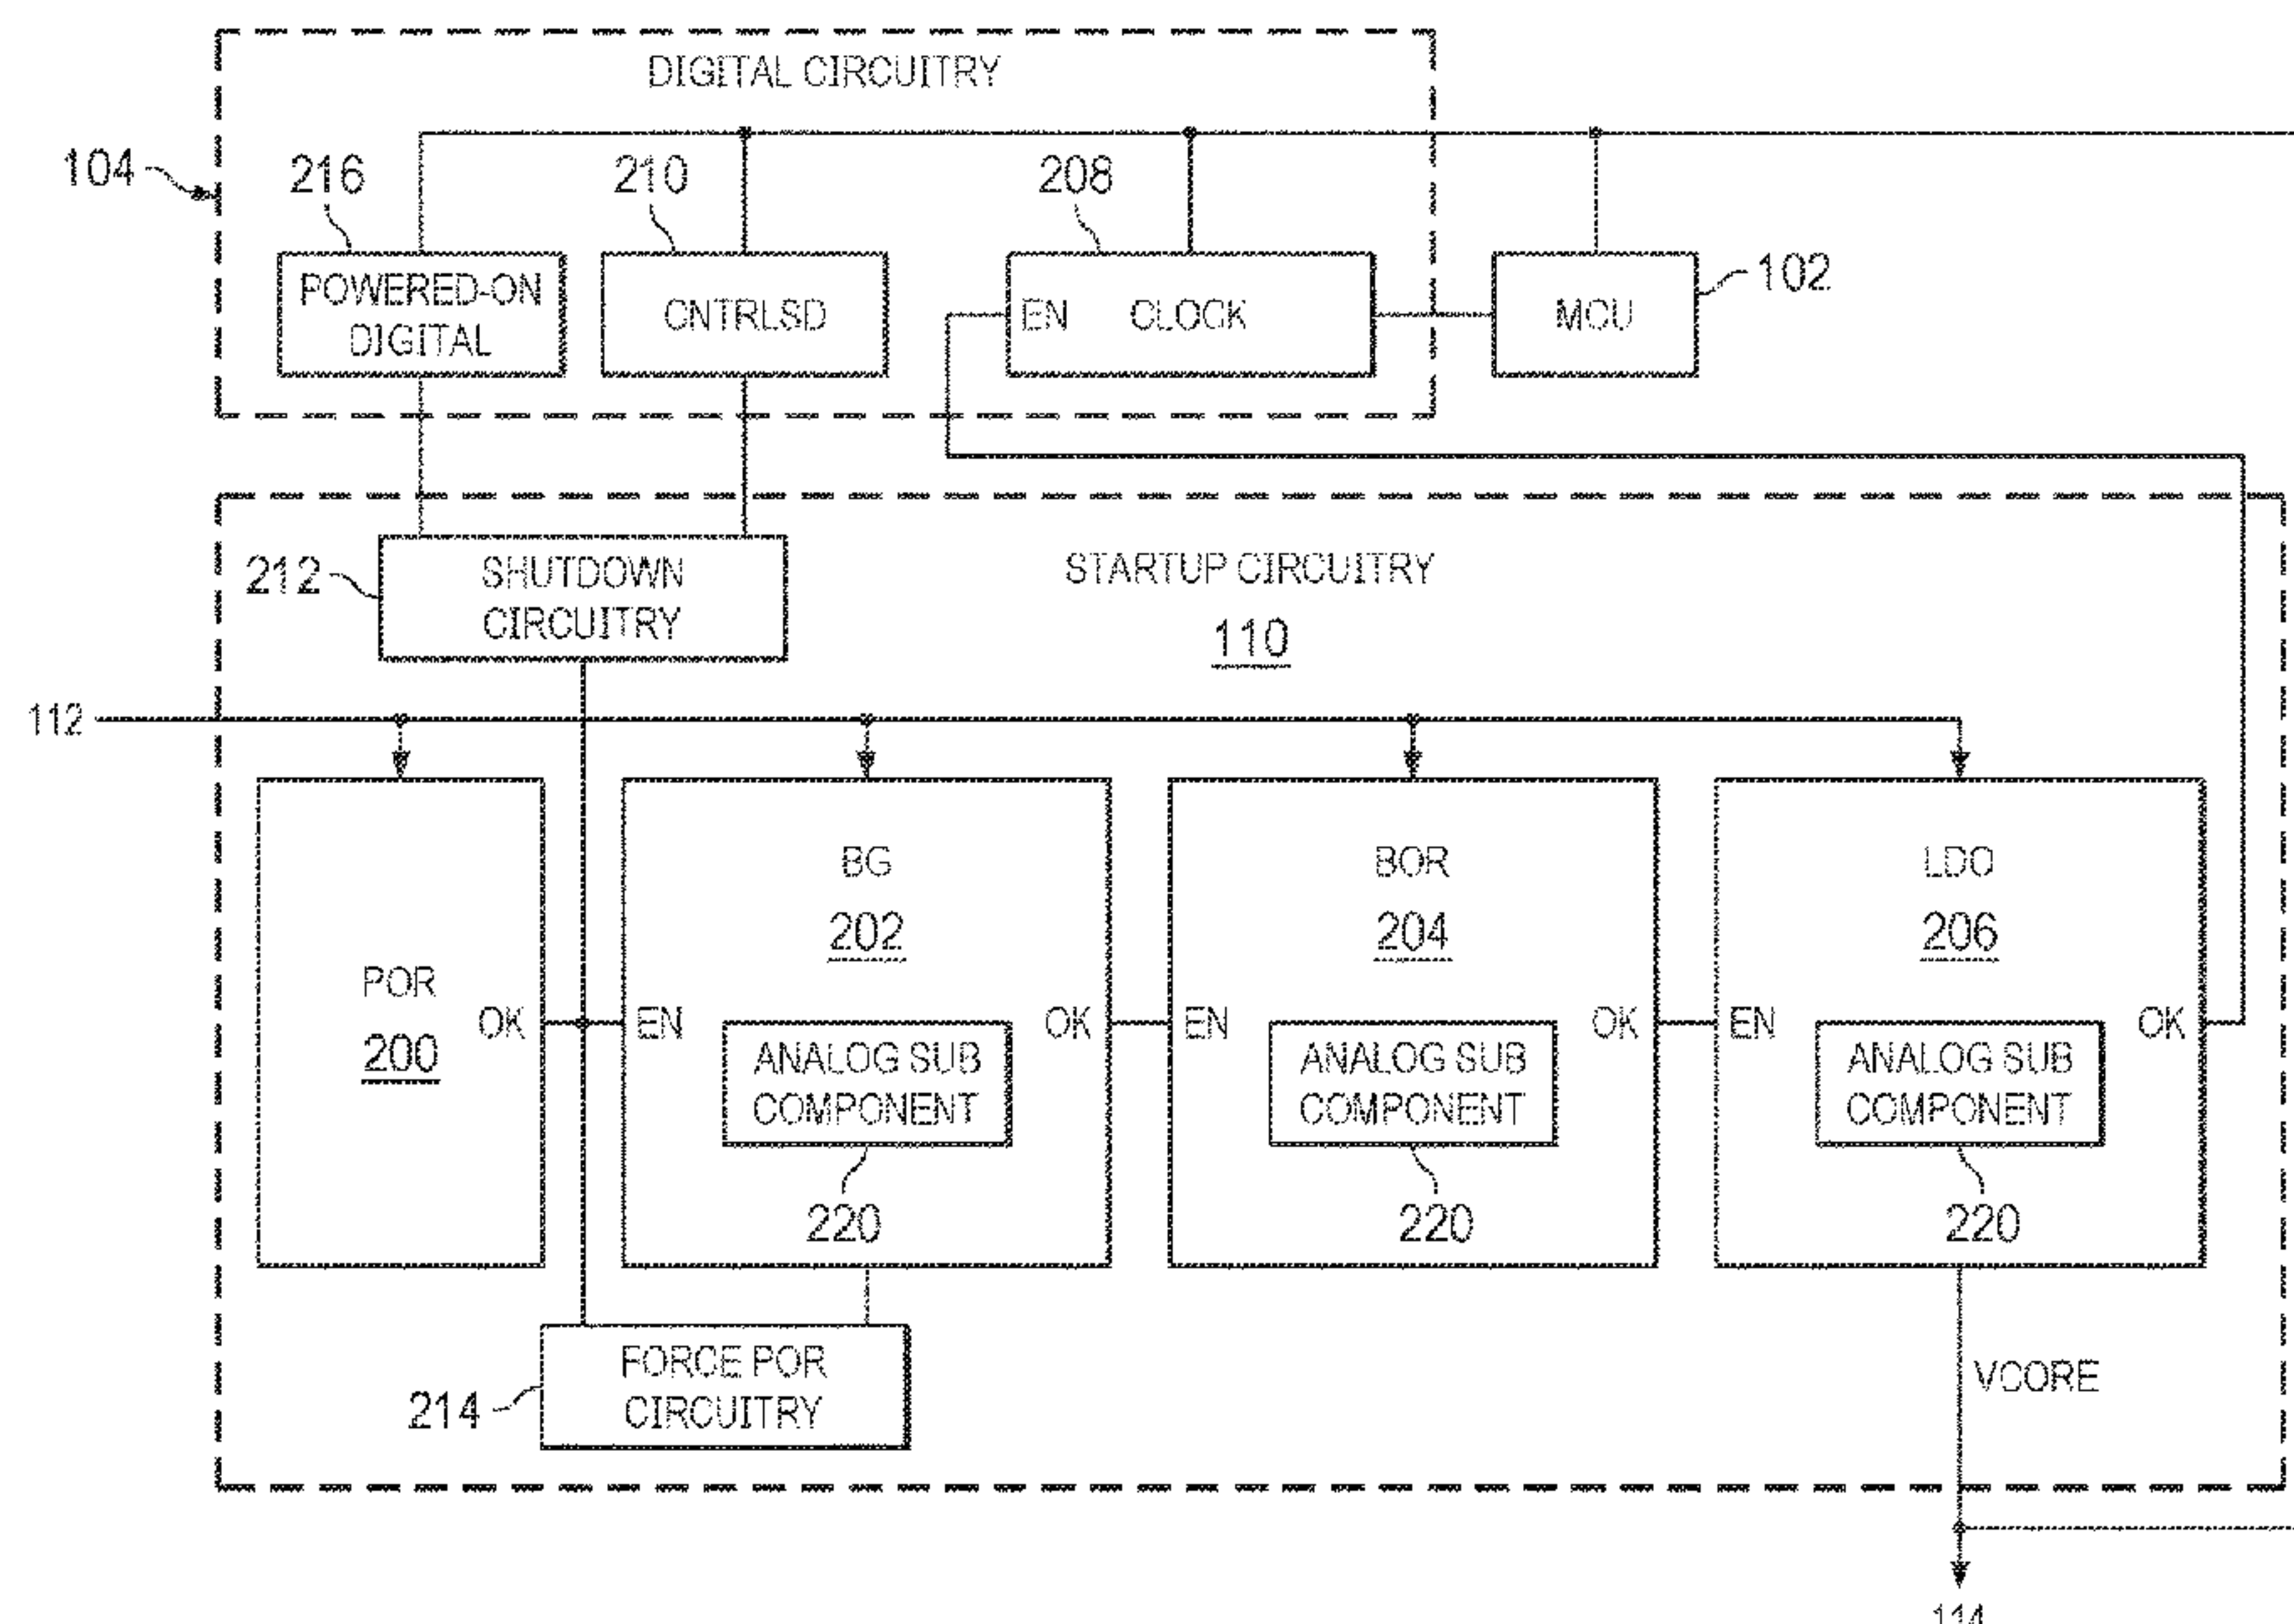 DIGITAL CIRCUITRY
104
216
210
208
POWERED-ON
DIGITAL
CNTRLSD
EN
CLOCK
MCU
102
212
SHUTDOWN
CIRCUITRY
STARTUP CIRCUITRY
110
112
POR
200
OK
BG
202
EN
OK
ANALOG SUB
COMPONENT
220
BOR
204
EN
OK
ANALOG SUB
COMPONENT
220
LDO
206
EN
OK
ANALOG SUB
COMPONENT
220
214
FORCE POR
CIRCUITRY
VCORE
114